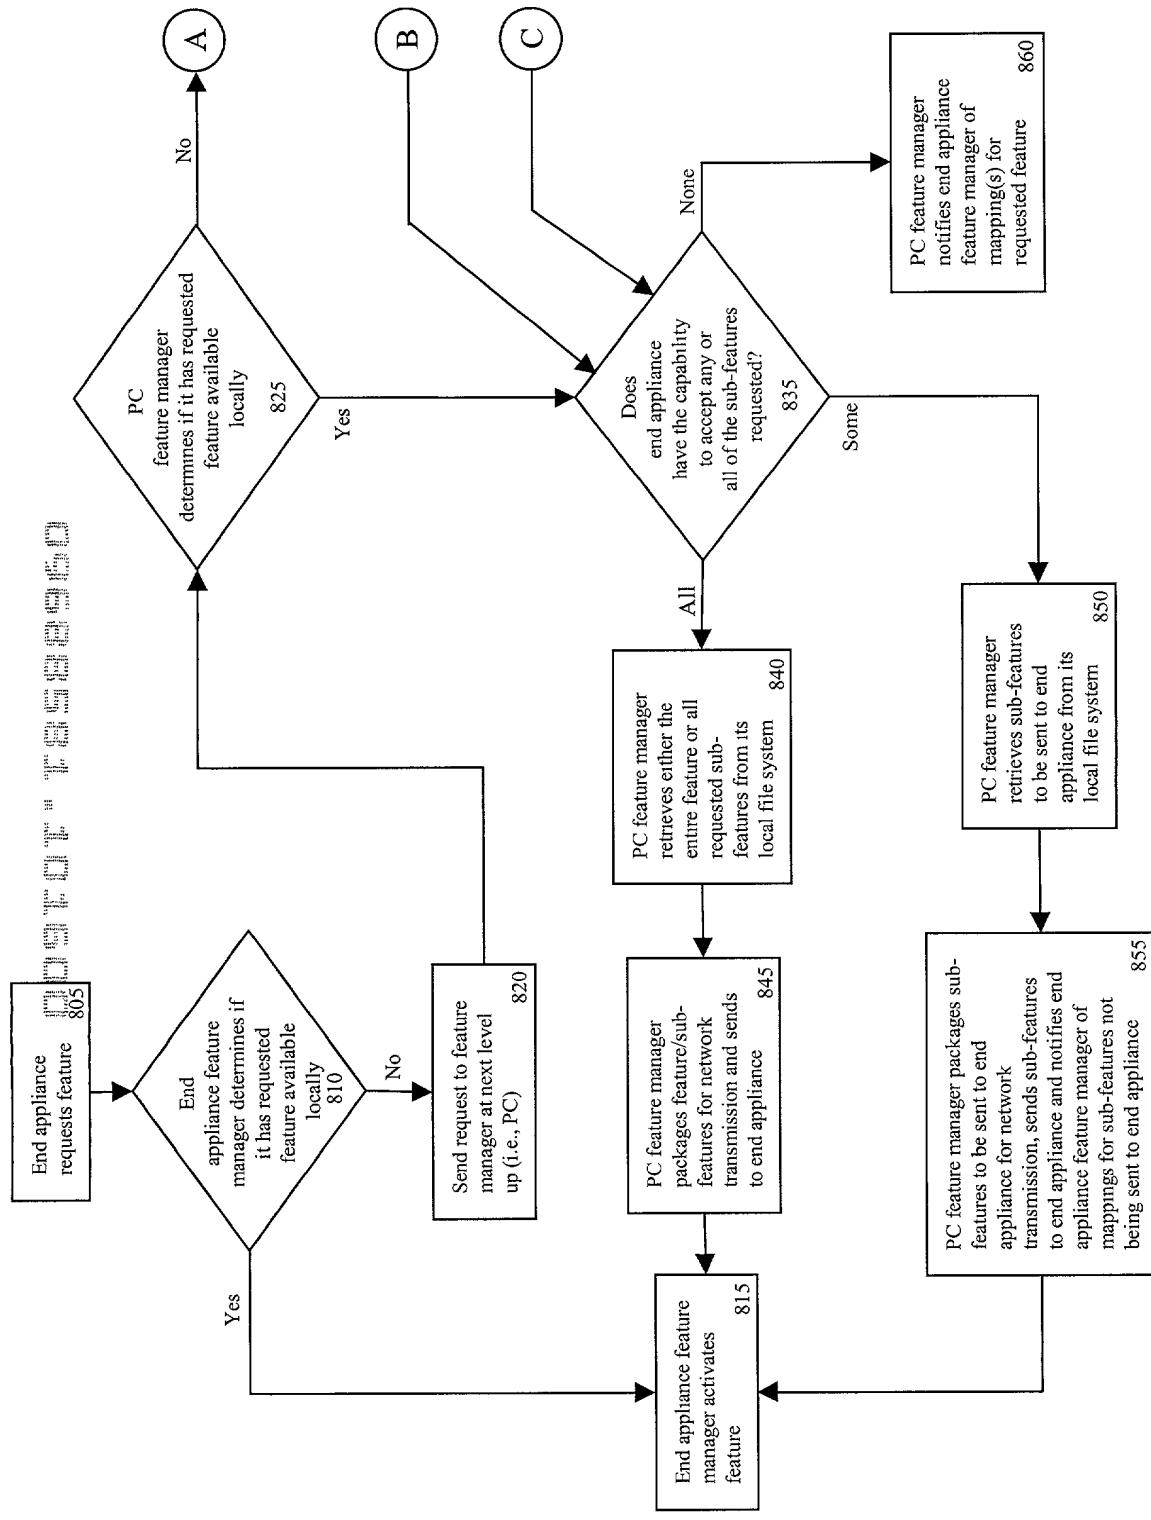 End appliance
requests feature
805
End
appliance feature
manager determines if
it has requested
feature available
locally
810
Yes
No
Send request to feature
manager at next level
up (i.e., PC)
820
PC
feature manager
determines if it has requested
feature available
locally
825
No
Yes
A
B
C
Does
end appliance
have the capability
to accept any or
all of the sub-features
requested?
835
All
None
Some
PC feature manager
retrieves either the
entire feature or all
requested sub-
features from its
local file system
840
PC feature manager
packages feature/sub-
features for network
transmission and sends
to end appliance
845
End appliance feature
manager activates
feature
815
PC feature manager
retrieves sub-features
to be sent to end
appliance from its
local file system
850
PC feature manager packages sub-
features to be sent to end
appliance for network
transmission, sends sub-features
to end appliance and notifies end
appliance feature manager of
mappings for sub-features not
being sent to end appliance
855
PC feature manager
notifies end appliance
feature manager of
mapping(s) for
requested feature
860